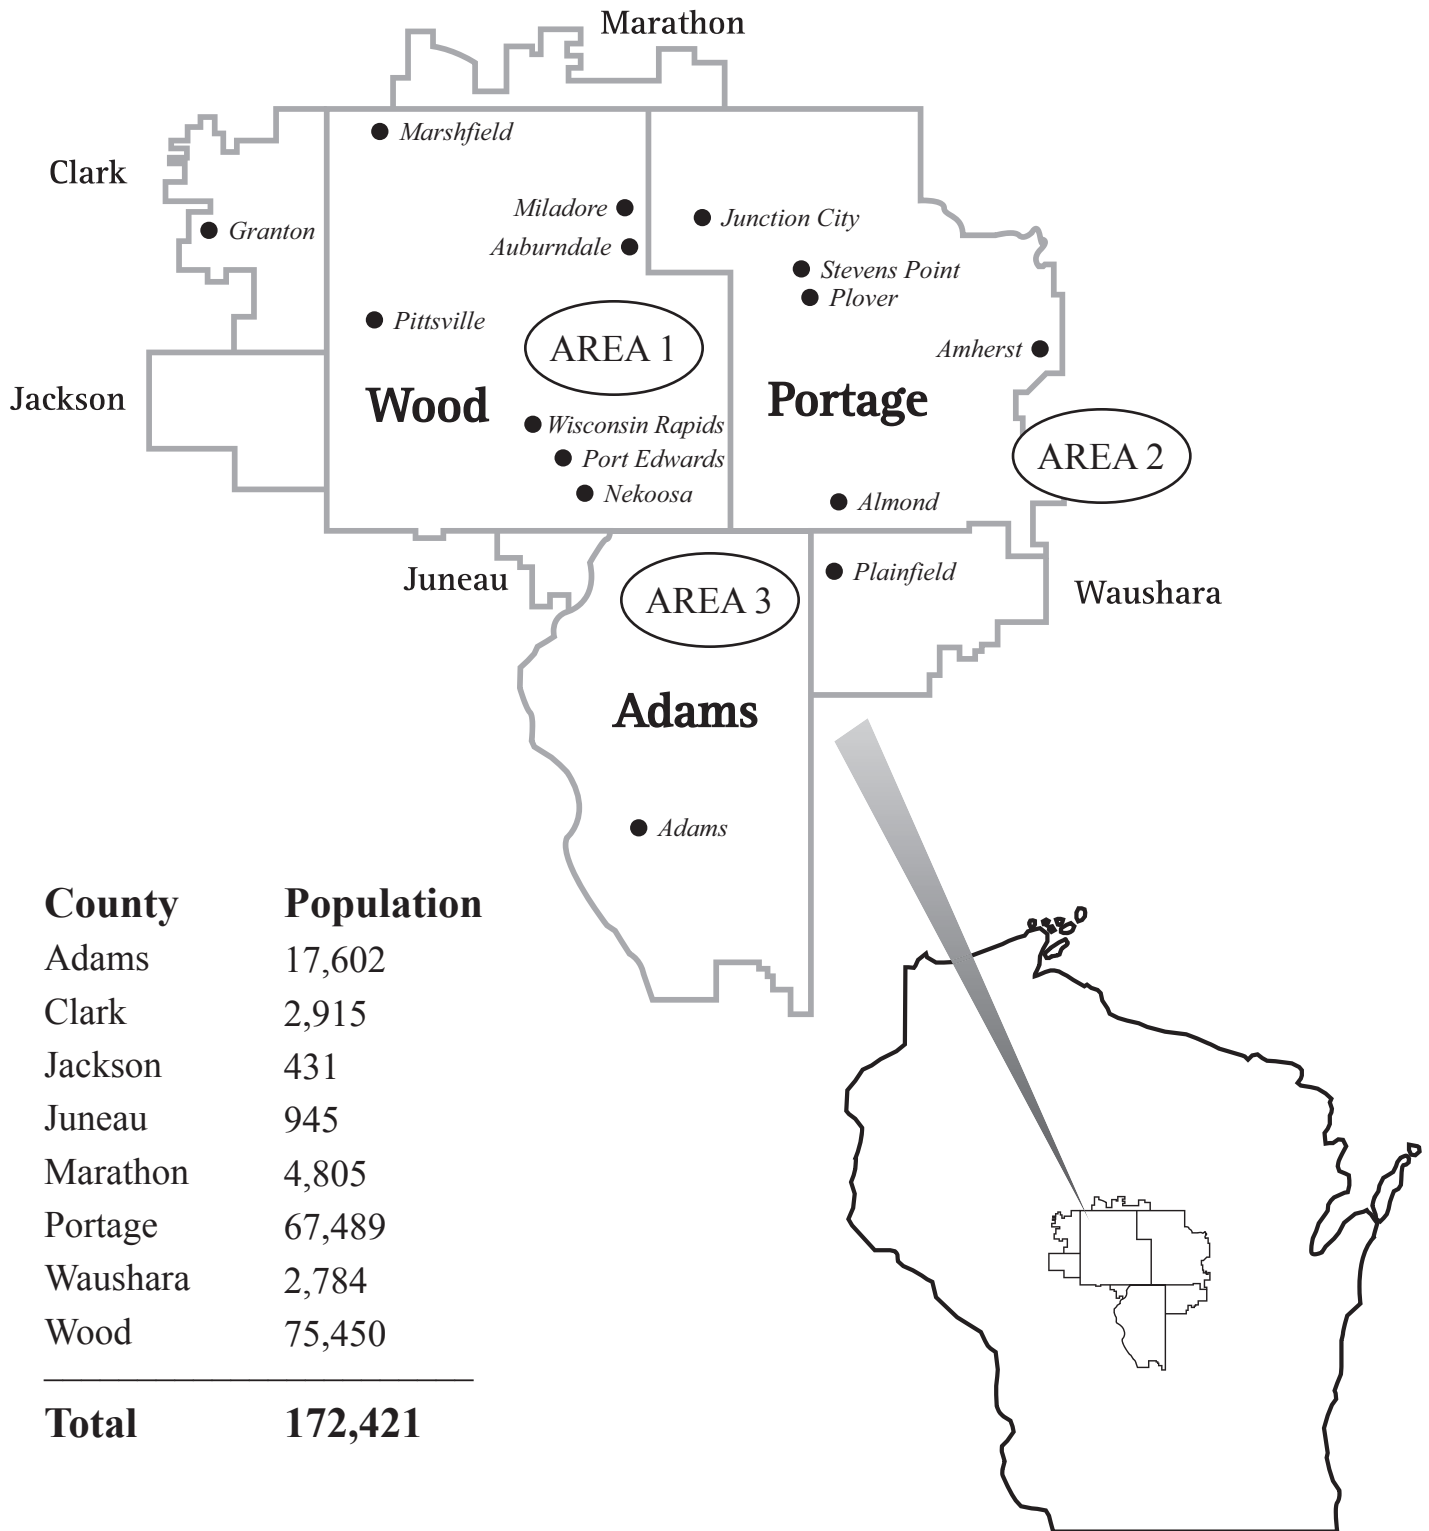 Marathon
Marshfield
Clark
Miladore
Junction City
Granton
Auburndale
Stevens Point
Plover
Pittsville
AREA 1
Amherst
Jackson
Wood
Portage
Wisconsin Rapids
AREA 2
Port Edwards
Nekoosa
Almond
Juneau
Plainfield
AREA 3
Waushara
Adams
Adams
County Population
Adams 17,602
Clark 2,915
Jackson 431
Juneau 945
Marathon 4,805
Portage 67,489
Waushara 2,784
Wood 75,450
Total 172,421